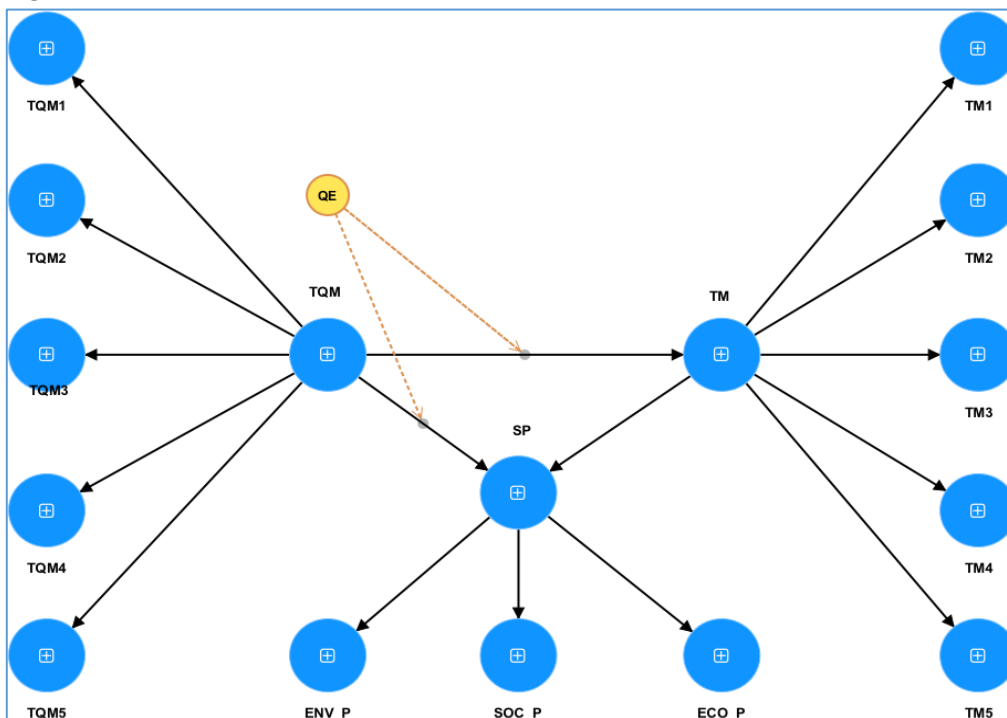 TQM1
TM1
QE
TQM2
TM2
TQM
TM
TQM3
TM3
SP
TQM4
TM4
TQM5
ENV_P
SOC_P
ECO_P
TM5